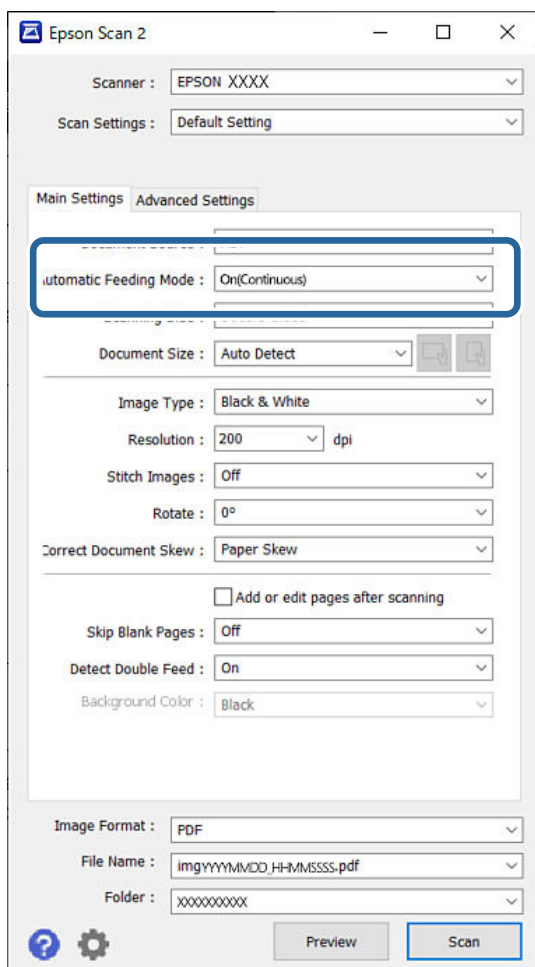 Epson Scan 2
Scanner : EPSON XXXX
Scan Settings : Default Setting
Main Settings Advanced Settings
utomatic Feeding Mode : On(Continuous)
Document Size : Auto Detect
Image Type : Black & White
Resolution : 200 dpi
Stitch Images : Off
Rotate : 0°
Correct Document Skew : Paper Skew
Add or edit pages after scanning
Skip Blank Pages : Off
Detect Double Feed : On
Background Color : Black
Image Format : PDF
File Name : imgYYYYMMDD_HHMMSSSS.pdf
Folder : XXXXXXXXXX
? Preview Scan